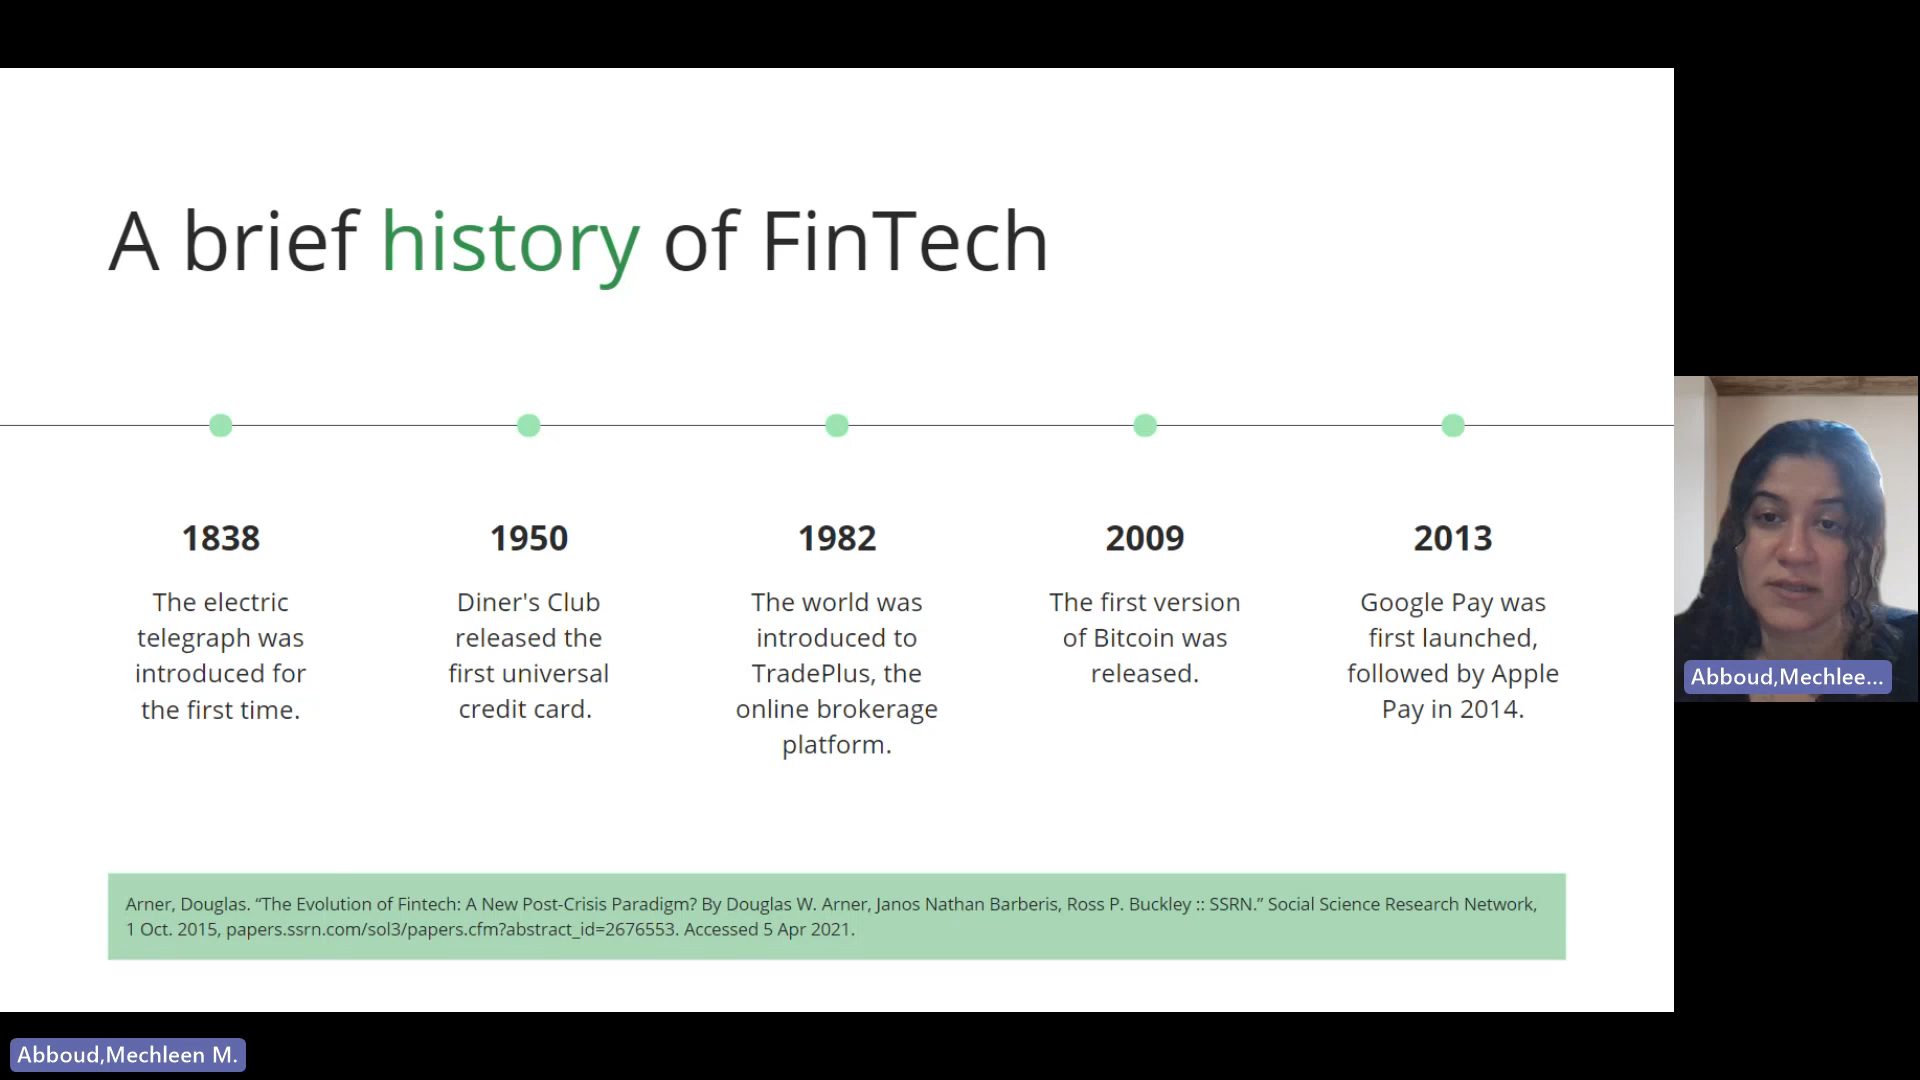 A brief history of FinTech
1838
The electric
telegraph was
introduced for
the first time.
1950
Diner's Club
released the
first universal
credit card.
1982
The world was
introduced to
TradePlus, the
online brokerage
platform.
2009
The first version
of Bitcoin was
released.
2013
Google Pay was
first launched,
followed by Apple
Pay in 2014.
Arner, Douglas. “The Evolution of Fintech: A New Post-Crisis Paradigm? By Douglas W. Arner, Janos Nathan Barberis, Ross P. Buckley :: SSRN.” Social Science Research Network,
1 Oct. 2015, papers.ssrn.com/sol3/papers.cfm?abstract_id=2676553. Accessed 5 Apr 2021.
Abboud,Mechlee...
Abboud,Mechleen M.